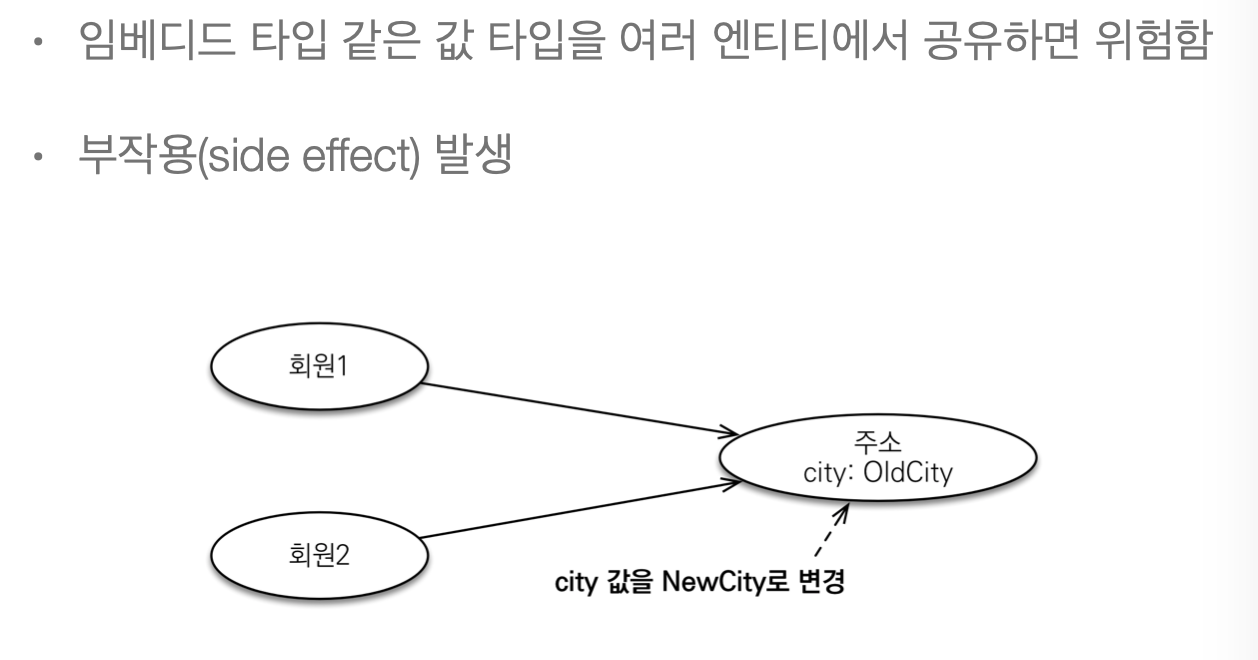 • 임베디드 타입 같은 값 타입을 여러 엔티티에서 공유하면 위험함
• 부작용(side effect) 발생
회원1
주소
city: OldCity
회원2
city 값을 NewCity로 변경